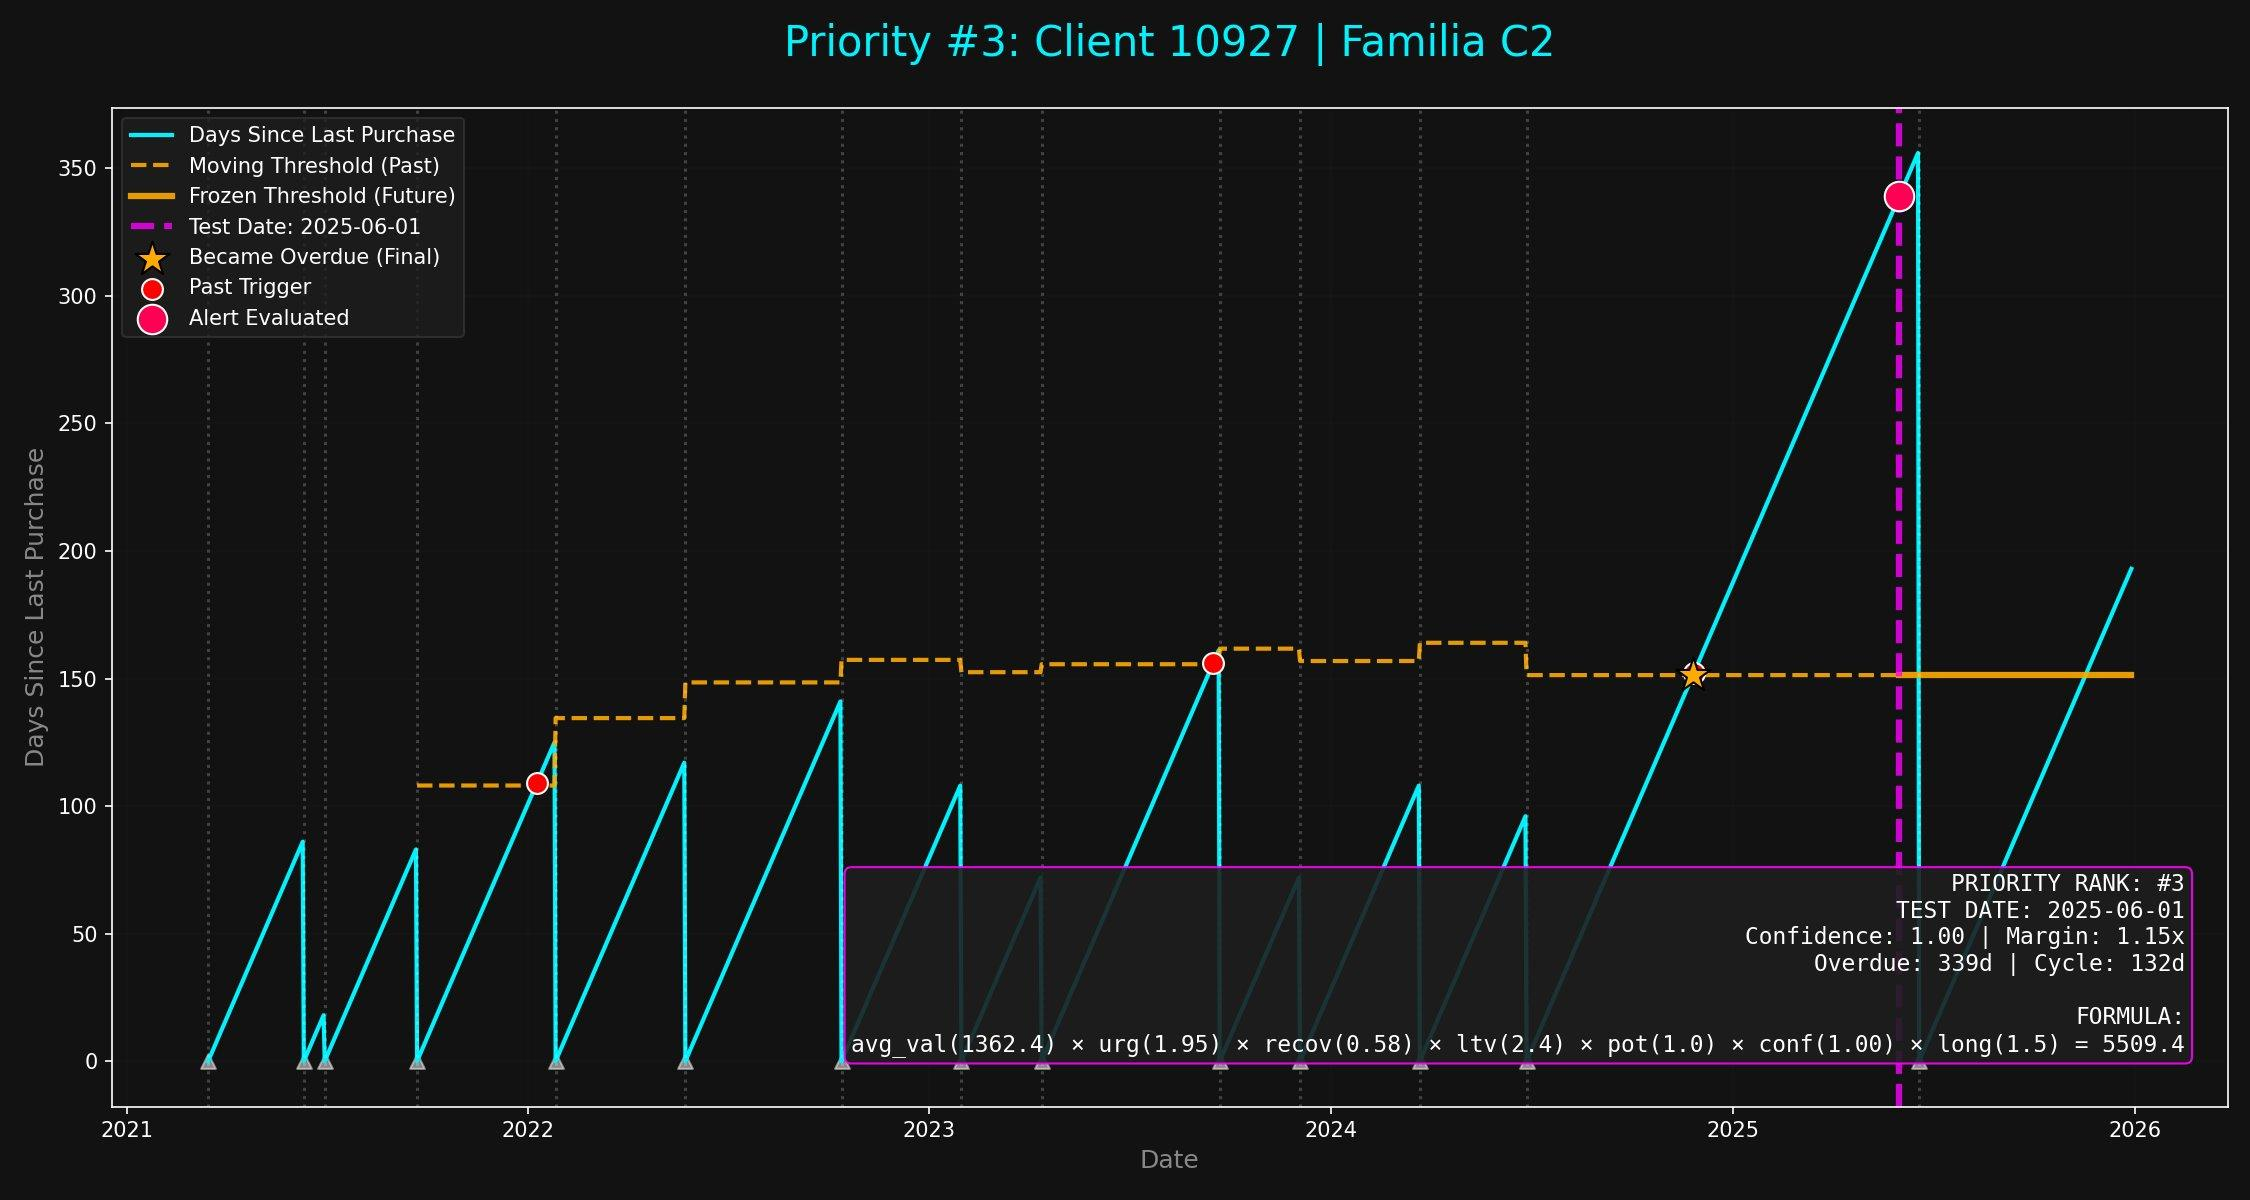 Priority #3: Client 10927 | Familia C2
Days Since Last Purchase
Moving Threshold (Past)
Frozen Threshold (Future)
Test Date: 2025-06-01
Became Overdue (Final)
Past Trigger
Alert Evaluated
350
300
250
200
150
100
50
0
Days Since Last Purchase
PRIORITY RANK: #3
TEST DATE: 2025-06-01
Confidence: 1.00 | Margin: 1.15x
Overdue: 339d | Cycle: 132d
FORMULA:
avg_val(1362.4) × urg(1.95) × recov(0.58) × ltv(2.4) × pot(1.0) × conf(1.00) × long(1.5) = 5509.4
2021 2022 2023 2024 2025 2026
Date